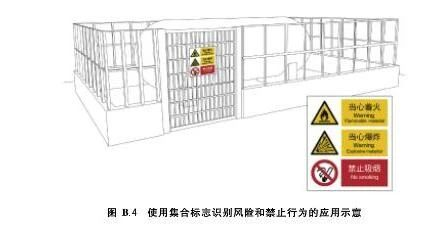 当心着火
Warning
Flammable material
当心爆炸
Warning
Explosive material
禁止吸烟
No smoking
图 B.4 使用集合标志识别风险和禁止行为的应用示意